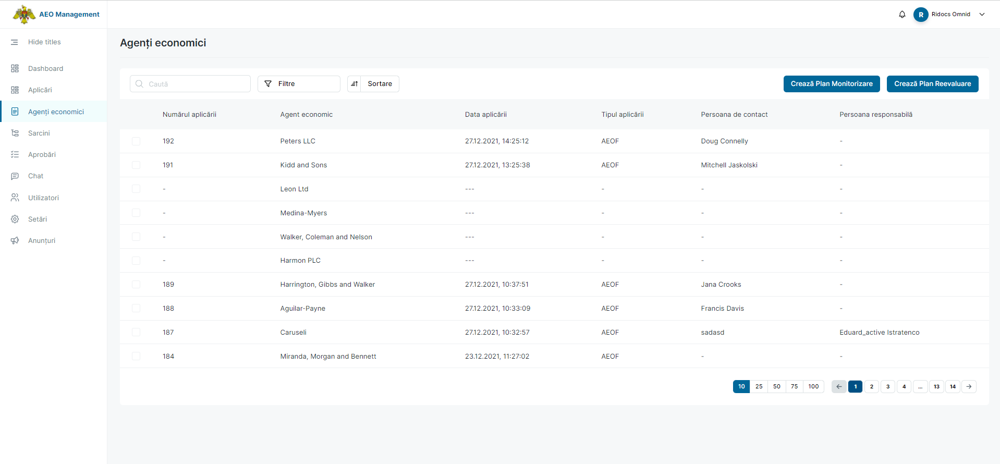 AEO Management
R Ridocs Omnid
Hide titles
Dashboard
Aplicări
Agenți economici
Sarcini
Aprobări
Chat
Utilizatori
Setări
Anunțuri
Agenți economici
Caută Filtre Sortare Crează Plan Monitorizare Crează Plan Reevaluare
Numărul aplicării Agent economic Data aplicării Tipul aplicării Persoana de contact Persoana responsabilă
192 Peters LLC 27.12.2021, 14:25:12 AEOF Doug Connelly -
191 Kidd and Sons 27.12.2021, 13:25:38 AEOF Mitchell Jaskolski -
- Leon Ltd --- - - -
- Medina-Myers --- - - -
- Walker, Coleman and Nelson --- - - -
- Harmon PLC --- - - -
189 Harrington, Gibbs and Walker 27.12.2021, 10:37:51 AEOF Jana Crooks -
188 Aguilar-Payne 27.12.2021, 10:33:09 AEOF Francis Davis -
187 Caruseli 27.12.2021, 10:32:57 AEOF sadasd Eduard_active Istratenco
184 Miranda, Morgan and Bennett 23.12.2021, 11:27:02 AEOF - -
10 25 50 75 100 ← 1 2 3 4 ... 13 14 →